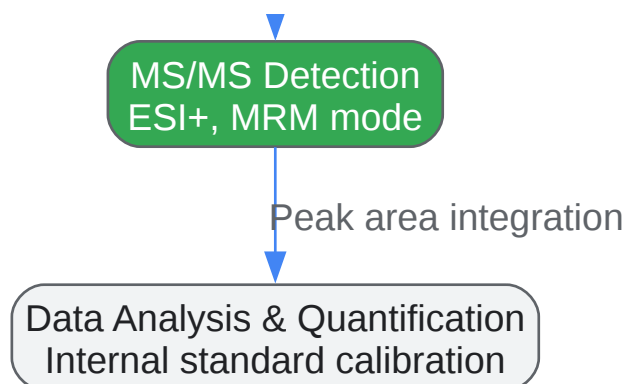 MS/MS Detection
ESI+, MRM mode
Peak area integration
Data Analysis & Quantification
Internal standard calibration